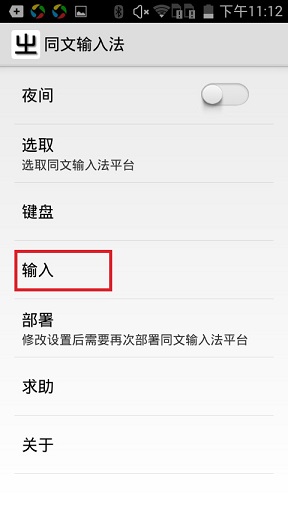 下午11:12
同文输入法
夜间
选取
选取同文输入法平台
键盘
输入
部署
修改设置后需要再次部署同文输入法平台
求助
关于